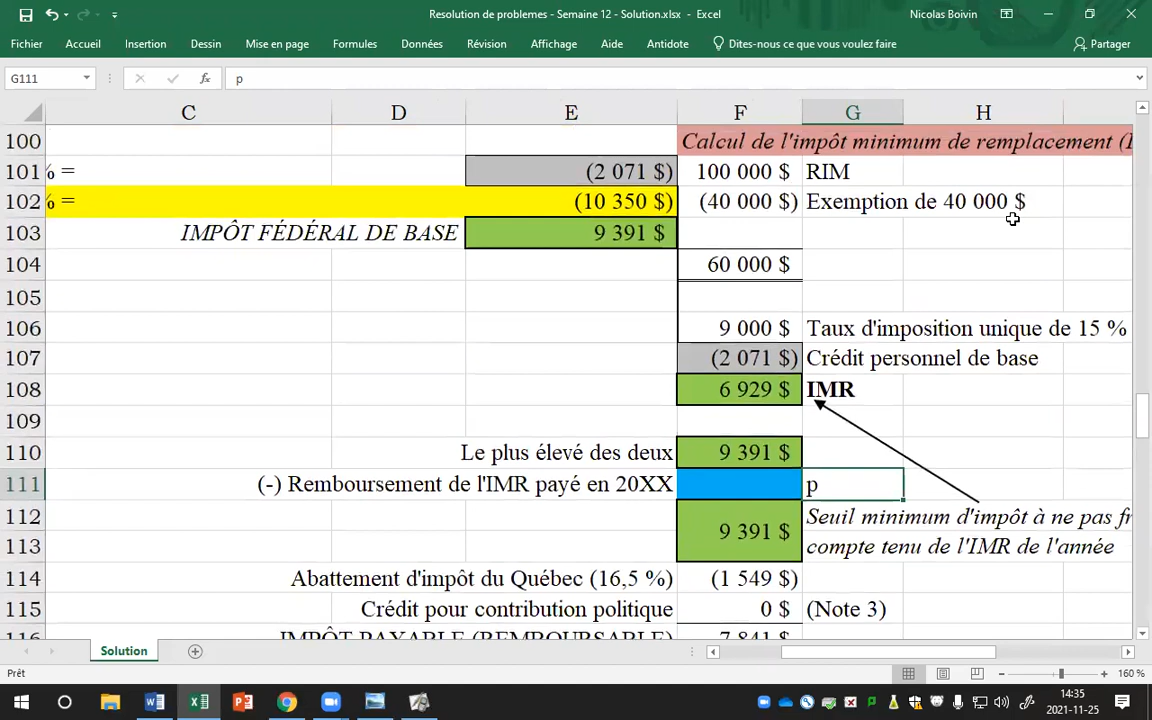 Resolution de problemes - Semaine 12 - Solution.xlsx - Excel
Nicolas Boivin
Fichier Accueil Insertion Dessin Mise en page Formules Données Révision Affichage Aide Antidote Dites-nous ce que vous voulez faire Partager
G111 fx p
C D E F G H
100 Calcul de l'impôt minimum de remplacement (I
101 % = (2 071 $) 100 000 $ RIM
102 % = (10 350 $) (40 000 $) Exemption de 40 000 $
103 IMPÔT FÉDÉRAL DE BASE 9 391 $
104 60 000 $
105
106 9 000 $ Taux d'imposition unique de 15 %
107 (2 071 $) Crédit personnel de base
108 6 929 $ IMR
109
110 Le plus élevé des deux 9 391 $
111 (-) Remboursement de l'IMR payé en 20XX p
112 Seuil minimum d'impôt à ne pas fr
113 9 391 $ compte tenu de l'IMR de l'année
114 Abattement d'impôt du Québec (16,5 %) (1 549 $)
115 Crédit pour contribution politique 0 $ (Note 3)
116 IMPÔT PAYABLE (REMBOURSABLE) 7 841 $
Solution
Prêt 160 %
14:35
2021-11-25